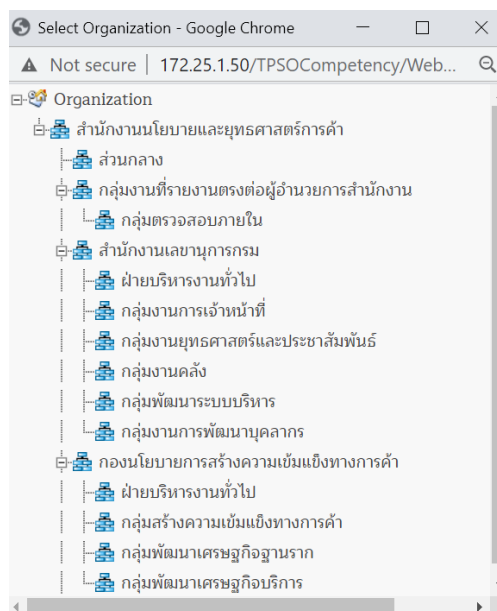 Select Organization - Google Chrome
Not secure | 172.25.1.50/TPSOCompetency/Web...
Organization
สำนักงานนโยบายและยุทธศาสตร์การค้า
ส่วนกลาง
กลุ่มงานที่รายงานตรงต่อผู้อำนวยการสำนักงาน
กลุ่มตรวจสอบภายใน
สำนักงานเลขานุการกรม
ฝ่ายบริหารงานทั่วไป
กลุ่มงานการเจ้าหน้าที่
กลุ่มงานยุทธศาสตร์และประชาสัมพันธ์
กลุ่มงานคลัง
กลุ่มพัฒนาระบบบริหาร
กลุ่มงานการพัฒนาบุคลากร
กองนโยบายการสร้างความเข้มแข็งทางการค้า
ฝ่ายบริหารงานทั่วไป
กลุ่มสร้างความเข้มแข็งทางการค้า
กลุ่มพัฒนาเศรษฐกิจฐานราก
กลุ่มพัฒนาเศรษฐกิจบริการ